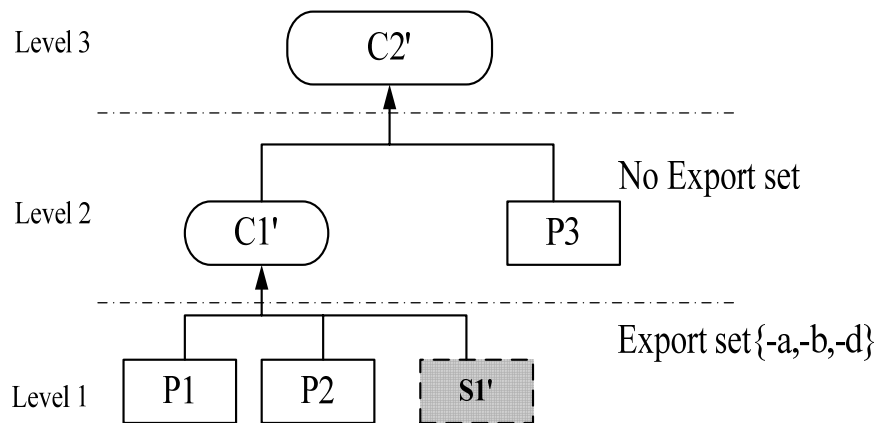 Level 3
C2'
No Export set
Level 2
C1'
P3
Export set{-a,-b,-d}
Level 1
P1
P2
S1'